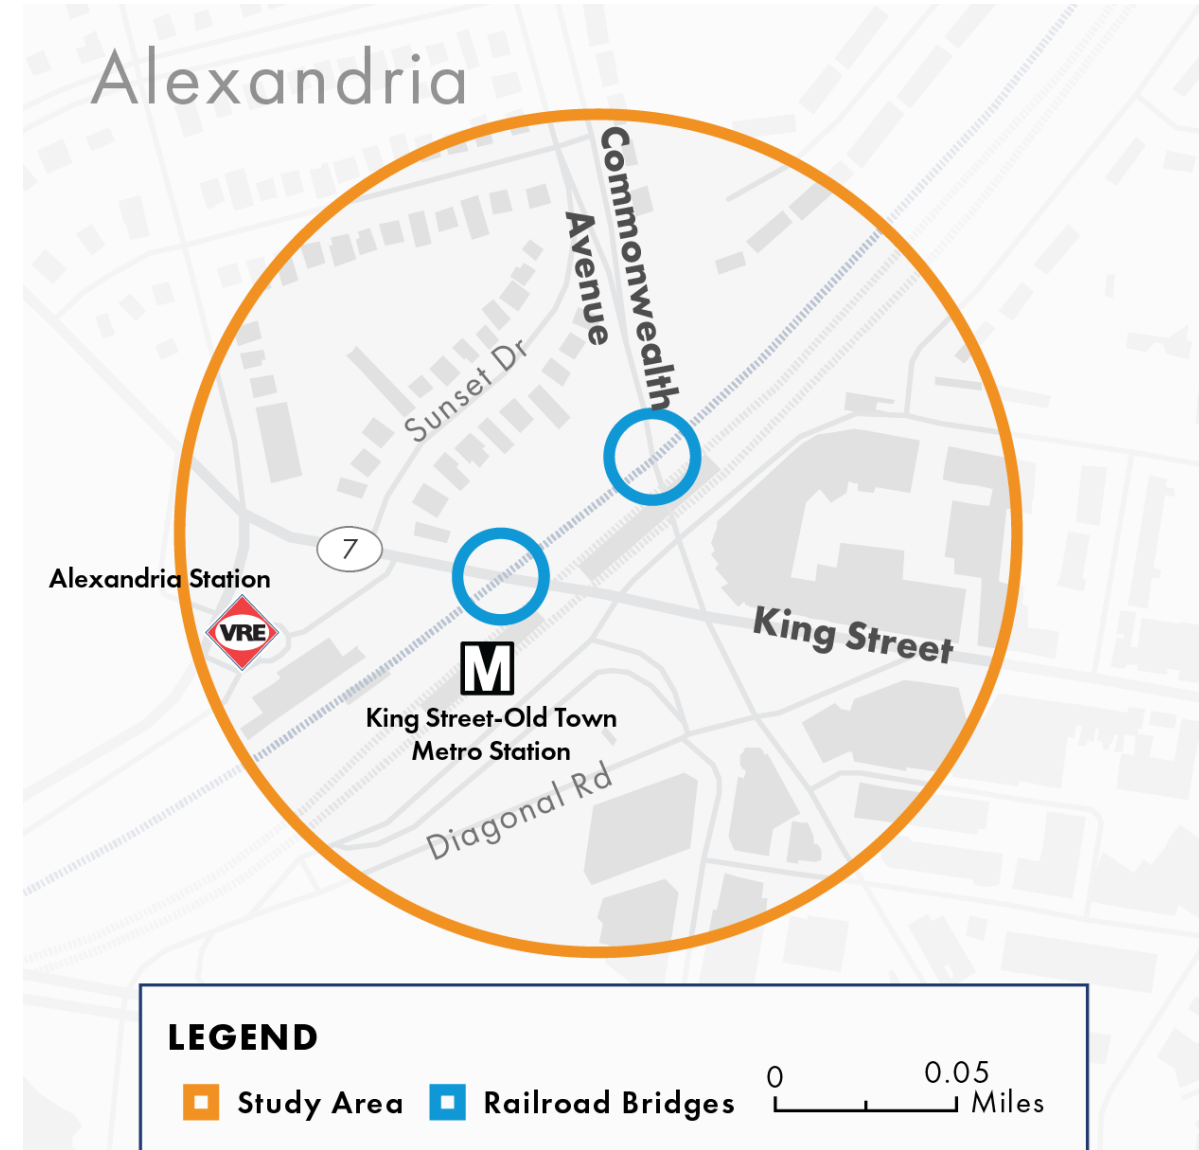 Alexandria
Commonwealth
Avenue
Sunset Dr
7
Alexandria Station
VRE
King Street
M
King Street-Old Town
Metro Station
Diagonal Rd
LEGEND
Study Area
Railroad Bridges
0
0.05
Miles